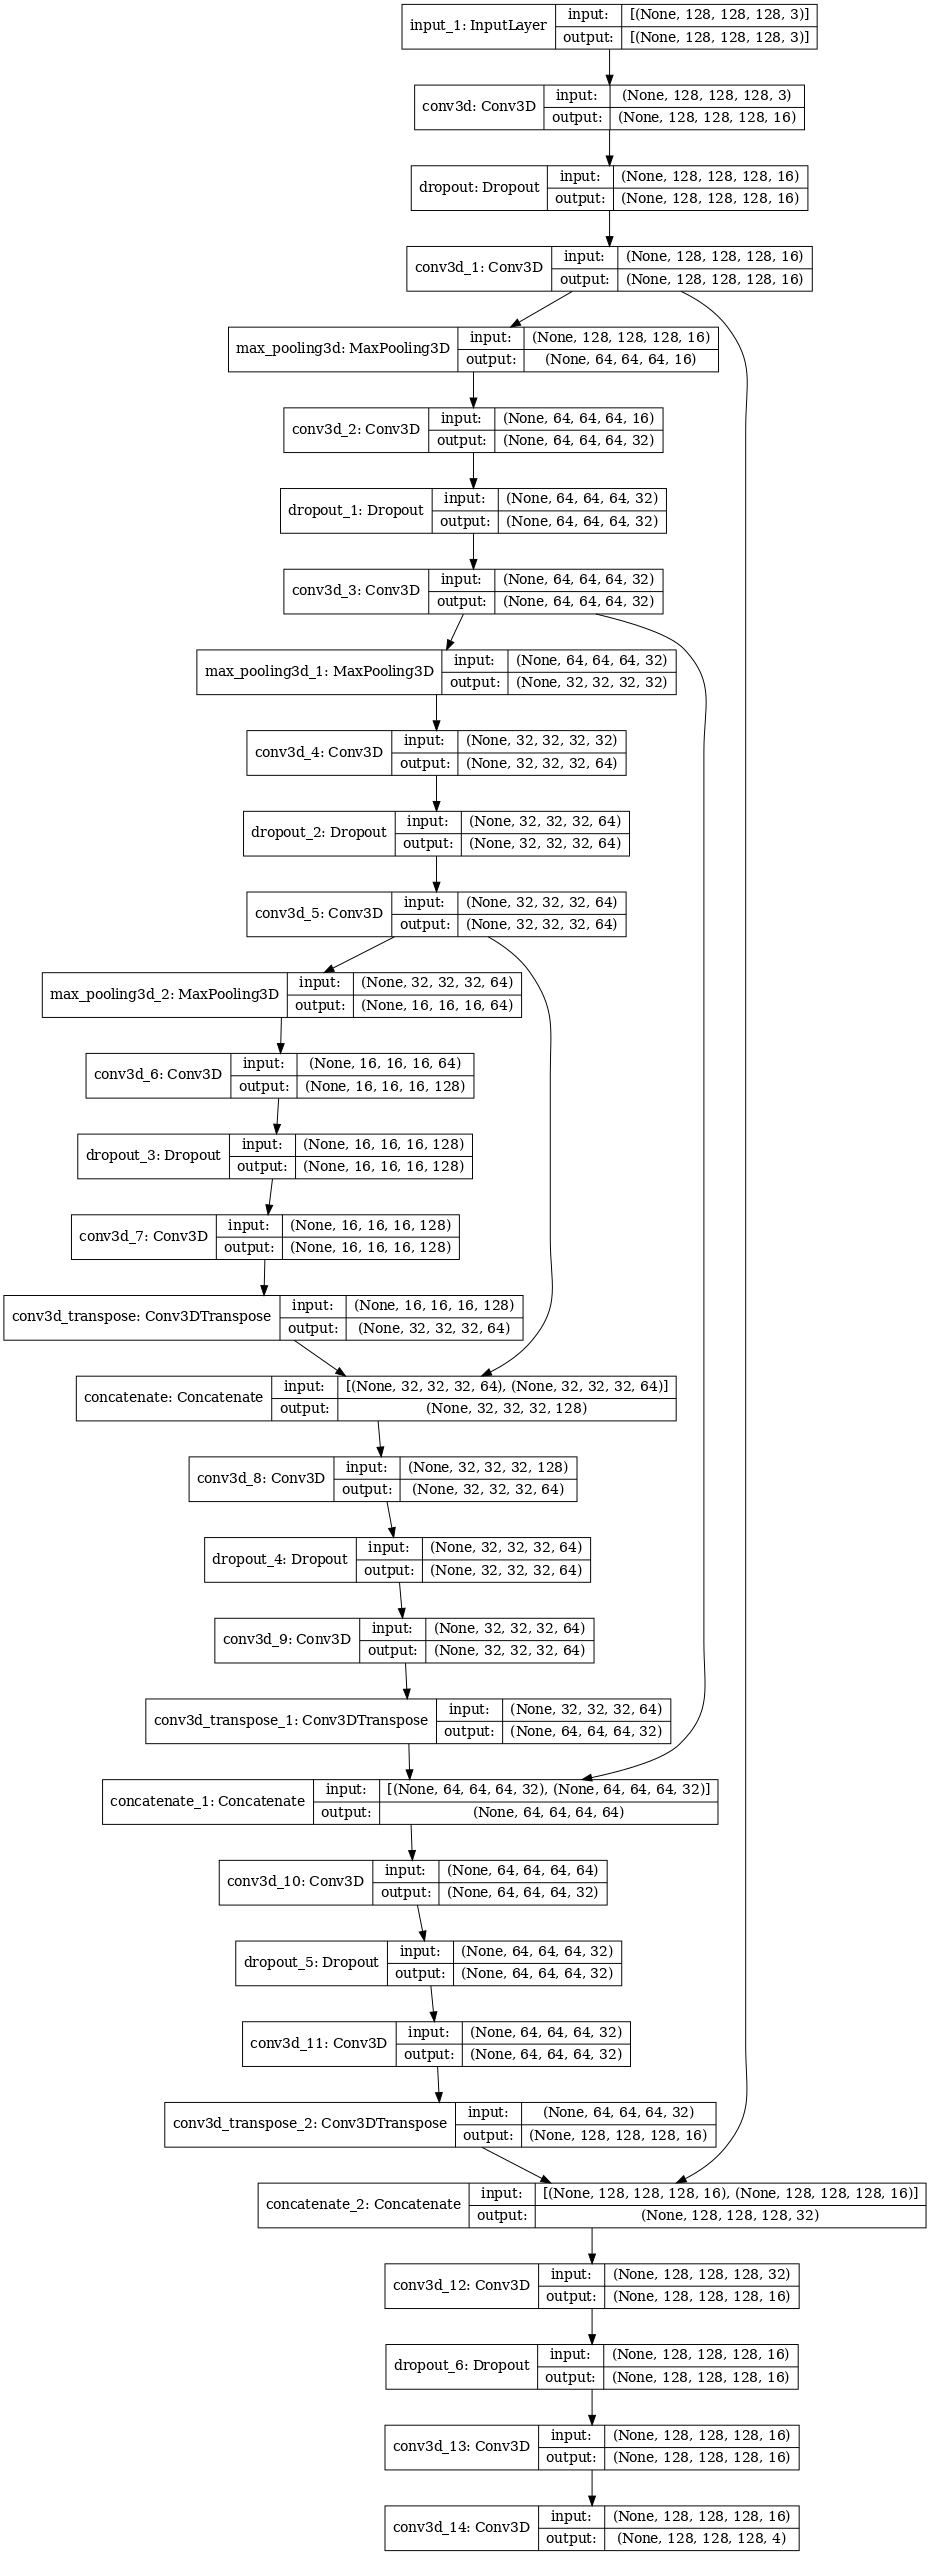 input_1: InputLayer
input: [(None, 128, 128, 128, 3)]
output: [(None, 128, 128, 128, 3)]
conv3d: Conv3D
input: (None, 128, 128, 128, 3)
output: (None, 128, 128, 128, 16)
dropout: Dropout
input: (None, 128, 128, 128, 16)
output: (None, 128, 128, 128, 16)
conv3d_1: Conv3D
input: (None, 128, 128, 128, 16)
output: (None, 128, 128, 128, 16)
max_pooling3d: MaxPooling3D
input: (None, 128, 128, 128, 16)
output: (None, 64, 64, 64, 16)
conv3d_2: Conv3D
input: (None, 64, 64, 64, 16)
output: (None, 64, 64, 64, 32)
dropout_1: Dropout
input: (None, 64, 64, 64, 32)
output: (None, 64, 64, 64, 32)
conv3d_3: Conv3D
input: (None, 64, 64, 64, 32)
output: (None, 64, 64, 64, 32)
max_pooling3d_1: MaxPooling3D
input: (None, 64, 64, 64, 32)
output: (None, 32, 32, 32, 32)
conv3d_4: Conv3D
input: (None, 32, 32, 32, 32)
output: (None, 32, 32, 32, 64)
dropout_2: Dropout
input: (None, 32, 32, 32, 64)
output: (None, 32, 32, 32, 64)
conv3d_5: Conv3D
input: (None, 32, 32, 32, 64)
output: (None, 32, 32, 32, 64)
max_pooling3d_2: MaxPooling3D
input: (None, 32, 32, 32, 64)
output: (None, 16, 16, 16, 64)
conv3d_6: Conv3D
input: (None, 16, 16, 16, 64)
output: (None, 16, 16, 16, 128)
dropout_3: Dropout
input: (None, 16, 16, 16, 128)
output: (None, 16, 16, 16, 128)
conv3d_7: Conv3D
input: (None, 16, 16, 16, 128)
output: (None, 16, 16, 16, 128)
conv3d_transpose: Conv3DTranspose
input: (None, 16, 16, 16, 128)
output: (None, 32, 32, 32, 64)
concatenate: Concatenate
input: [(None, 32, 32, 32, 64), (None, 32, 32, 32, 64)]
output: (None, 32, 32, 32, 128)
conv3d_8: Conv3D
input: (None, 32, 32, 32, 128)
output: (None, 32, 32, 32, 64)
dropout_4: Dropout
input: (None, 32, 32, 32, 64)
output: (None, 32, 32, 32, 64)
conv3d_9: Conv3D
input: (None, 32, 32, 32, 64)
output: (None, 32, 32, 32, 64)
conv3d_transpose_1: Conv3DTranspose
input: (None, 32, 32, 32, 64)
output: (None, 64, 64, 64, 32)
concatenate_1: Concatenate
input: [(None, 64, 64, 64, 32), (None, 64, 64, 64, 32)]
output: (None, 64, 64, 64, 64)
conv3d_10: Conv3D
input: (None, 64, 64, 64, 64)
output: (None, 64, 64, 64, 32)
dropout_5: Dropout
input: (None, 64, 64, 64, 32)
output: (None, 64, 64, 64, 32)
conv3d_11: Conv3D
input: (None, 64, 64, 64, 32)
output: (None, 64, 64, 64, 32)
conv3d_transpose_2: Conv3DTranspose
input: (None, 64, 64, 64, 32)
output: (None, 128, 128, 128, 16)
concatenate_2: Concatenate
input: [(None, 128, 128, 128, 16), (None, 128, 128, 128, 16)]
output: (None, 128, 128, 128, 32)
conv3d_12: Conv3D
input: (None, 128, 128, 128, 32)
output: (None, 128, 128, 128, 16)
dropout_6: Dropout
input: (None, 128, 128, 128, 16)
output: (None, 128, 128, 128, 16)
conv3d_13: Conv3D
input: (None, 128, 128, 128, 16)
output: (None, 128, 128, 128, 16)
conv3d_14: Conv3D
input: (None, 128, 128, 128, 16)
output: (None, 128, 128, 128, 4)